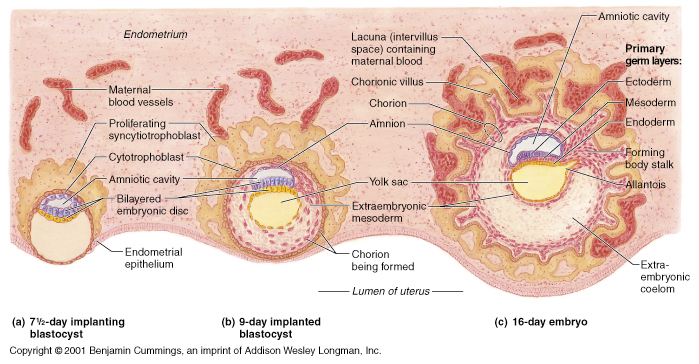 Endometrium
Maternal
blood vessels
Proliferating
syncytiotrophoblast
Cytotrophoblast
Amniotic cavity
Bilayered
embryonic disc
Endometrial
epithelium
Lacuna (intervillus
space) containing
maternal blood
Chorionic villus
Chorion
Amnion
Yolk sac
Extraembryonic
mesoderm
Chorion
being formed
Lumen of uterus
Amniotic cavity
Primary
germ layers:
Ectoderm
Mesoderm
Endoderm
Forming
body stalk
Allantois
Extra-
embryonic
coelom
(a) 7½-day implanting
blastocyst
(b) 9-day implanted
blastocyst
(c) 16-day embryo
Copyright © 2001 Benjamin Cummings, an imprint of Addison Wesley Longman, Inc.